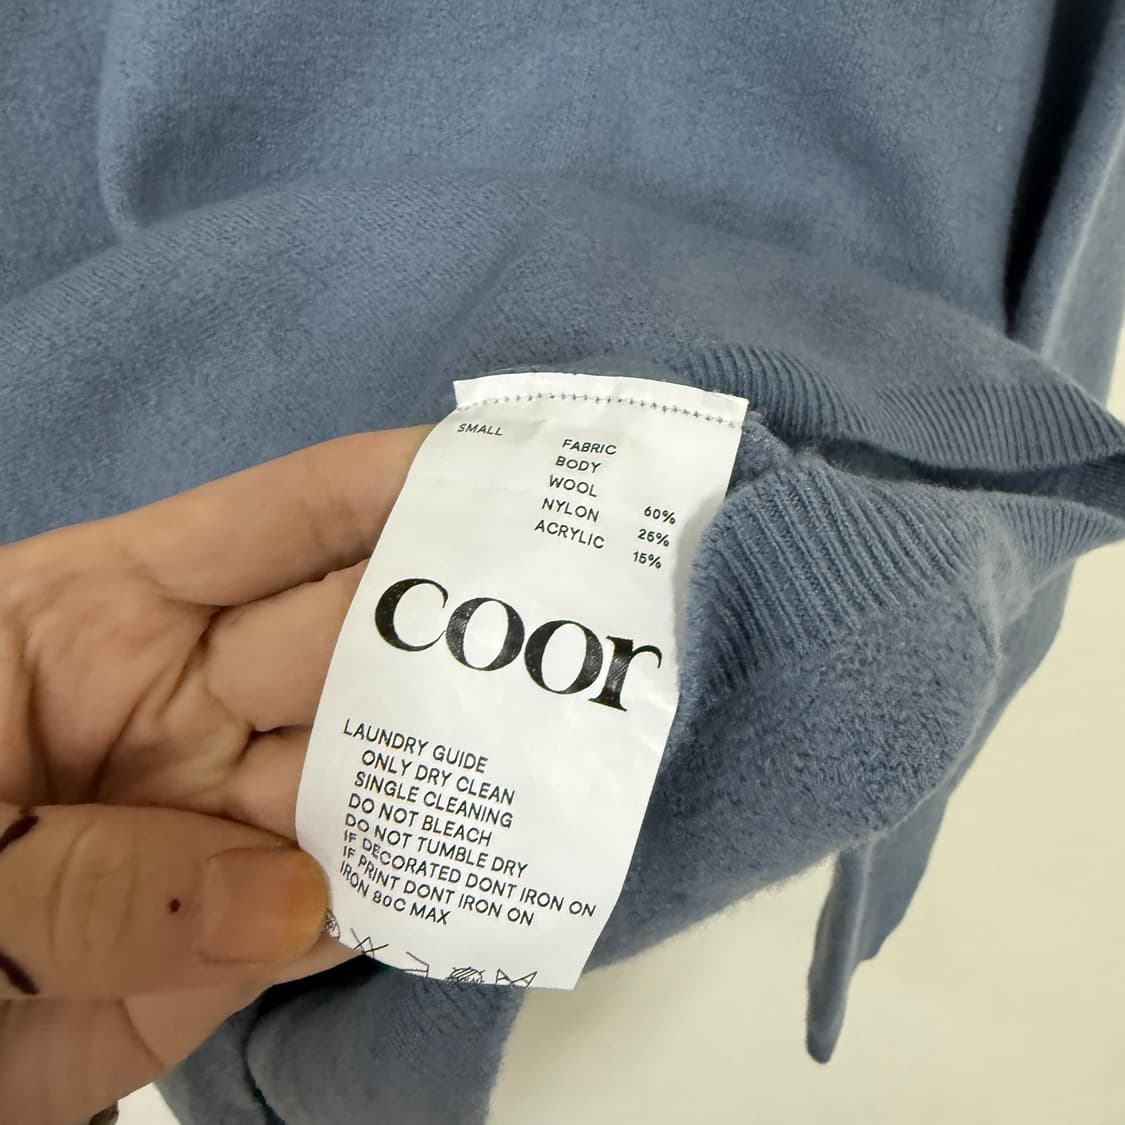 SMALL
FABRIC
BODY
WOOL 60%
NYLON 25%
ACRYLIC 15%
coor
LAUNDRY GUIDE
ONLY DRY CLEAN
SINGLE CLEANING
DO NOT BLEACH
DO NOT TUMBLE DRY
IF DECORATED DONT IRON ON
IF PRINT DONT IRON ON
IRON 80C MAX